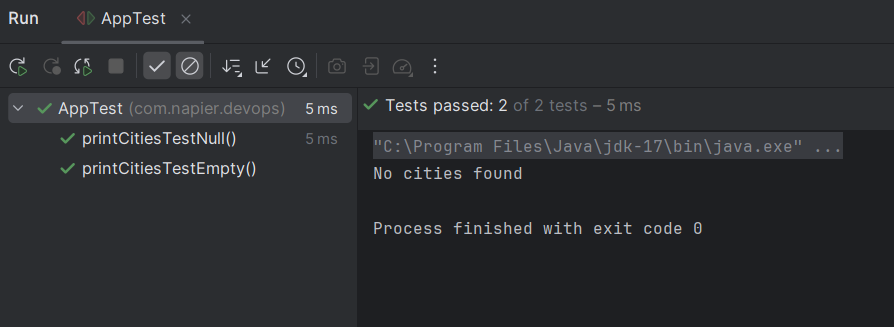 Run AppTest
AppTest (com.napier.devops) 5 ms
printCitiesTestNull() 5 ms
printCitiesTestEmpty()
Tests passed: 2 of 2 tests – 5 ms
"C:\Program Files\Java\jdk-17\bin\java.exe" ...
No cities found
Process finished with exit code 0